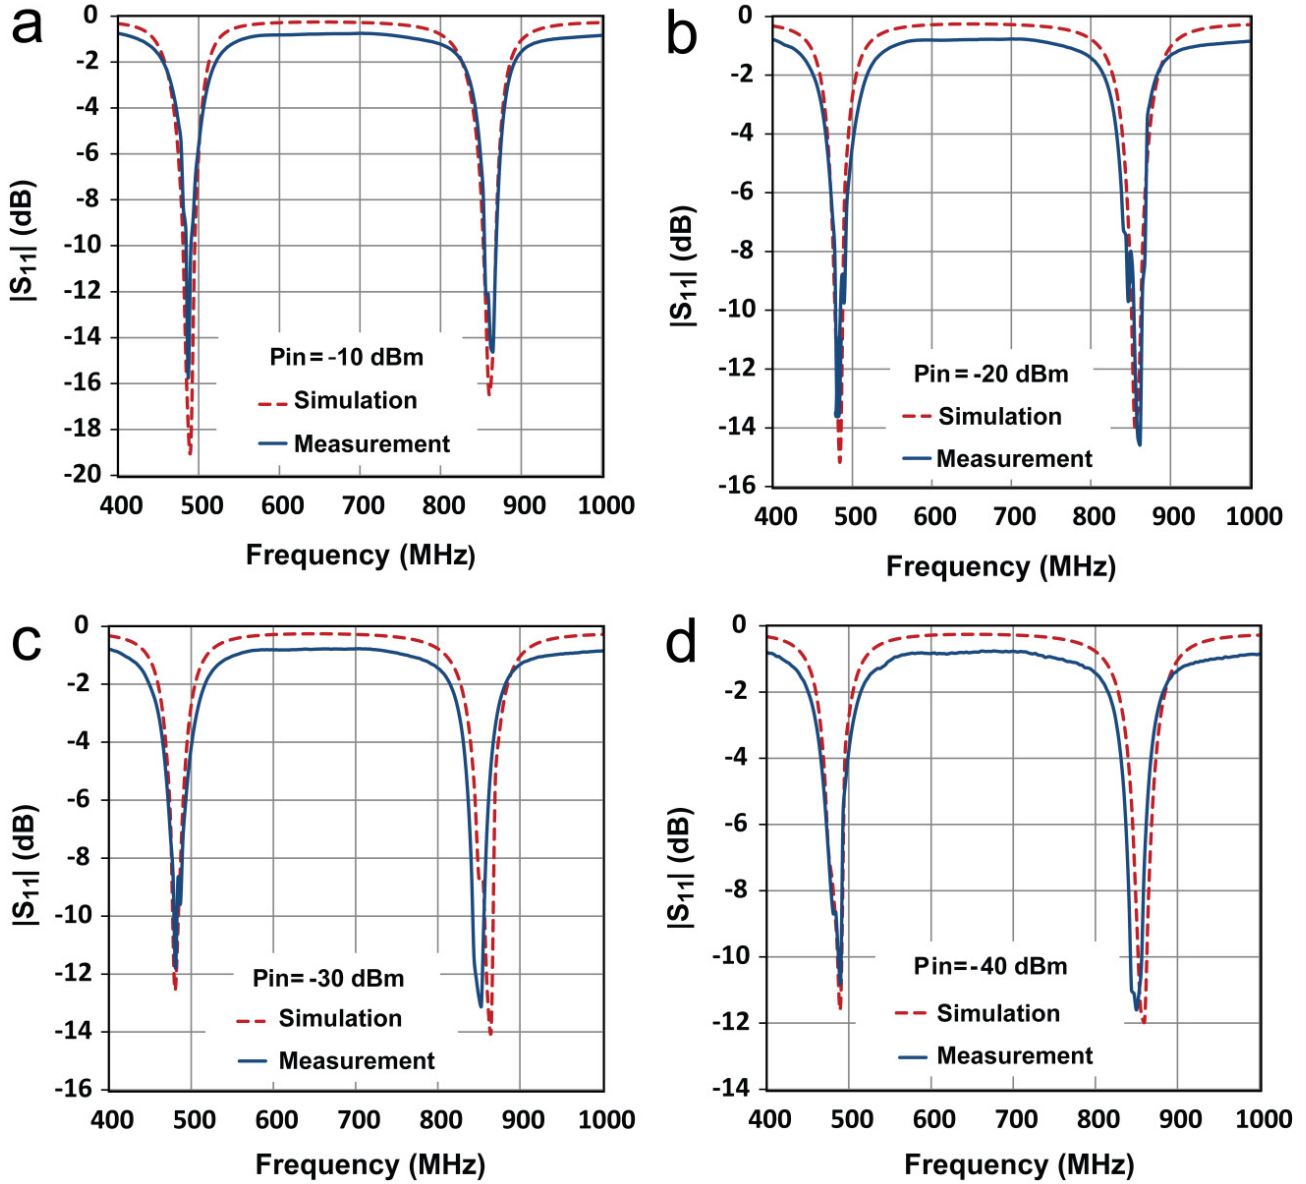 a
0
-2
-4
-6
-8
-10
-12
-14
-16
-18
-20
|S11| (dB)
Pin= -10 dBm
Simulation
Measurement
400 500 600 700 800 900 1000
Frequency (MHz)
b
0
-2
-4
-6
-8
-10
-12
-14
-16
|S11| (dB)
Pin= -20 dBm
Simulation
Measurement
400 500 600 700 800 900 1000
Frequency (MHz)
c
0
-2
-4
-6
-8
-10
-12
-14
-16
|S11| (dB)
Pin= -30 dBm
Simulation
Measurement
400 500 600 700 800 900 1000
Frequency (MHz)
d
0
-2
-4
-6
-8
-10
-12
-14
|S11| (dB)
Pin=-40 dBm
Simulation
Measurement
400 500 600 700 800 900 1000
Frequency (MHz)